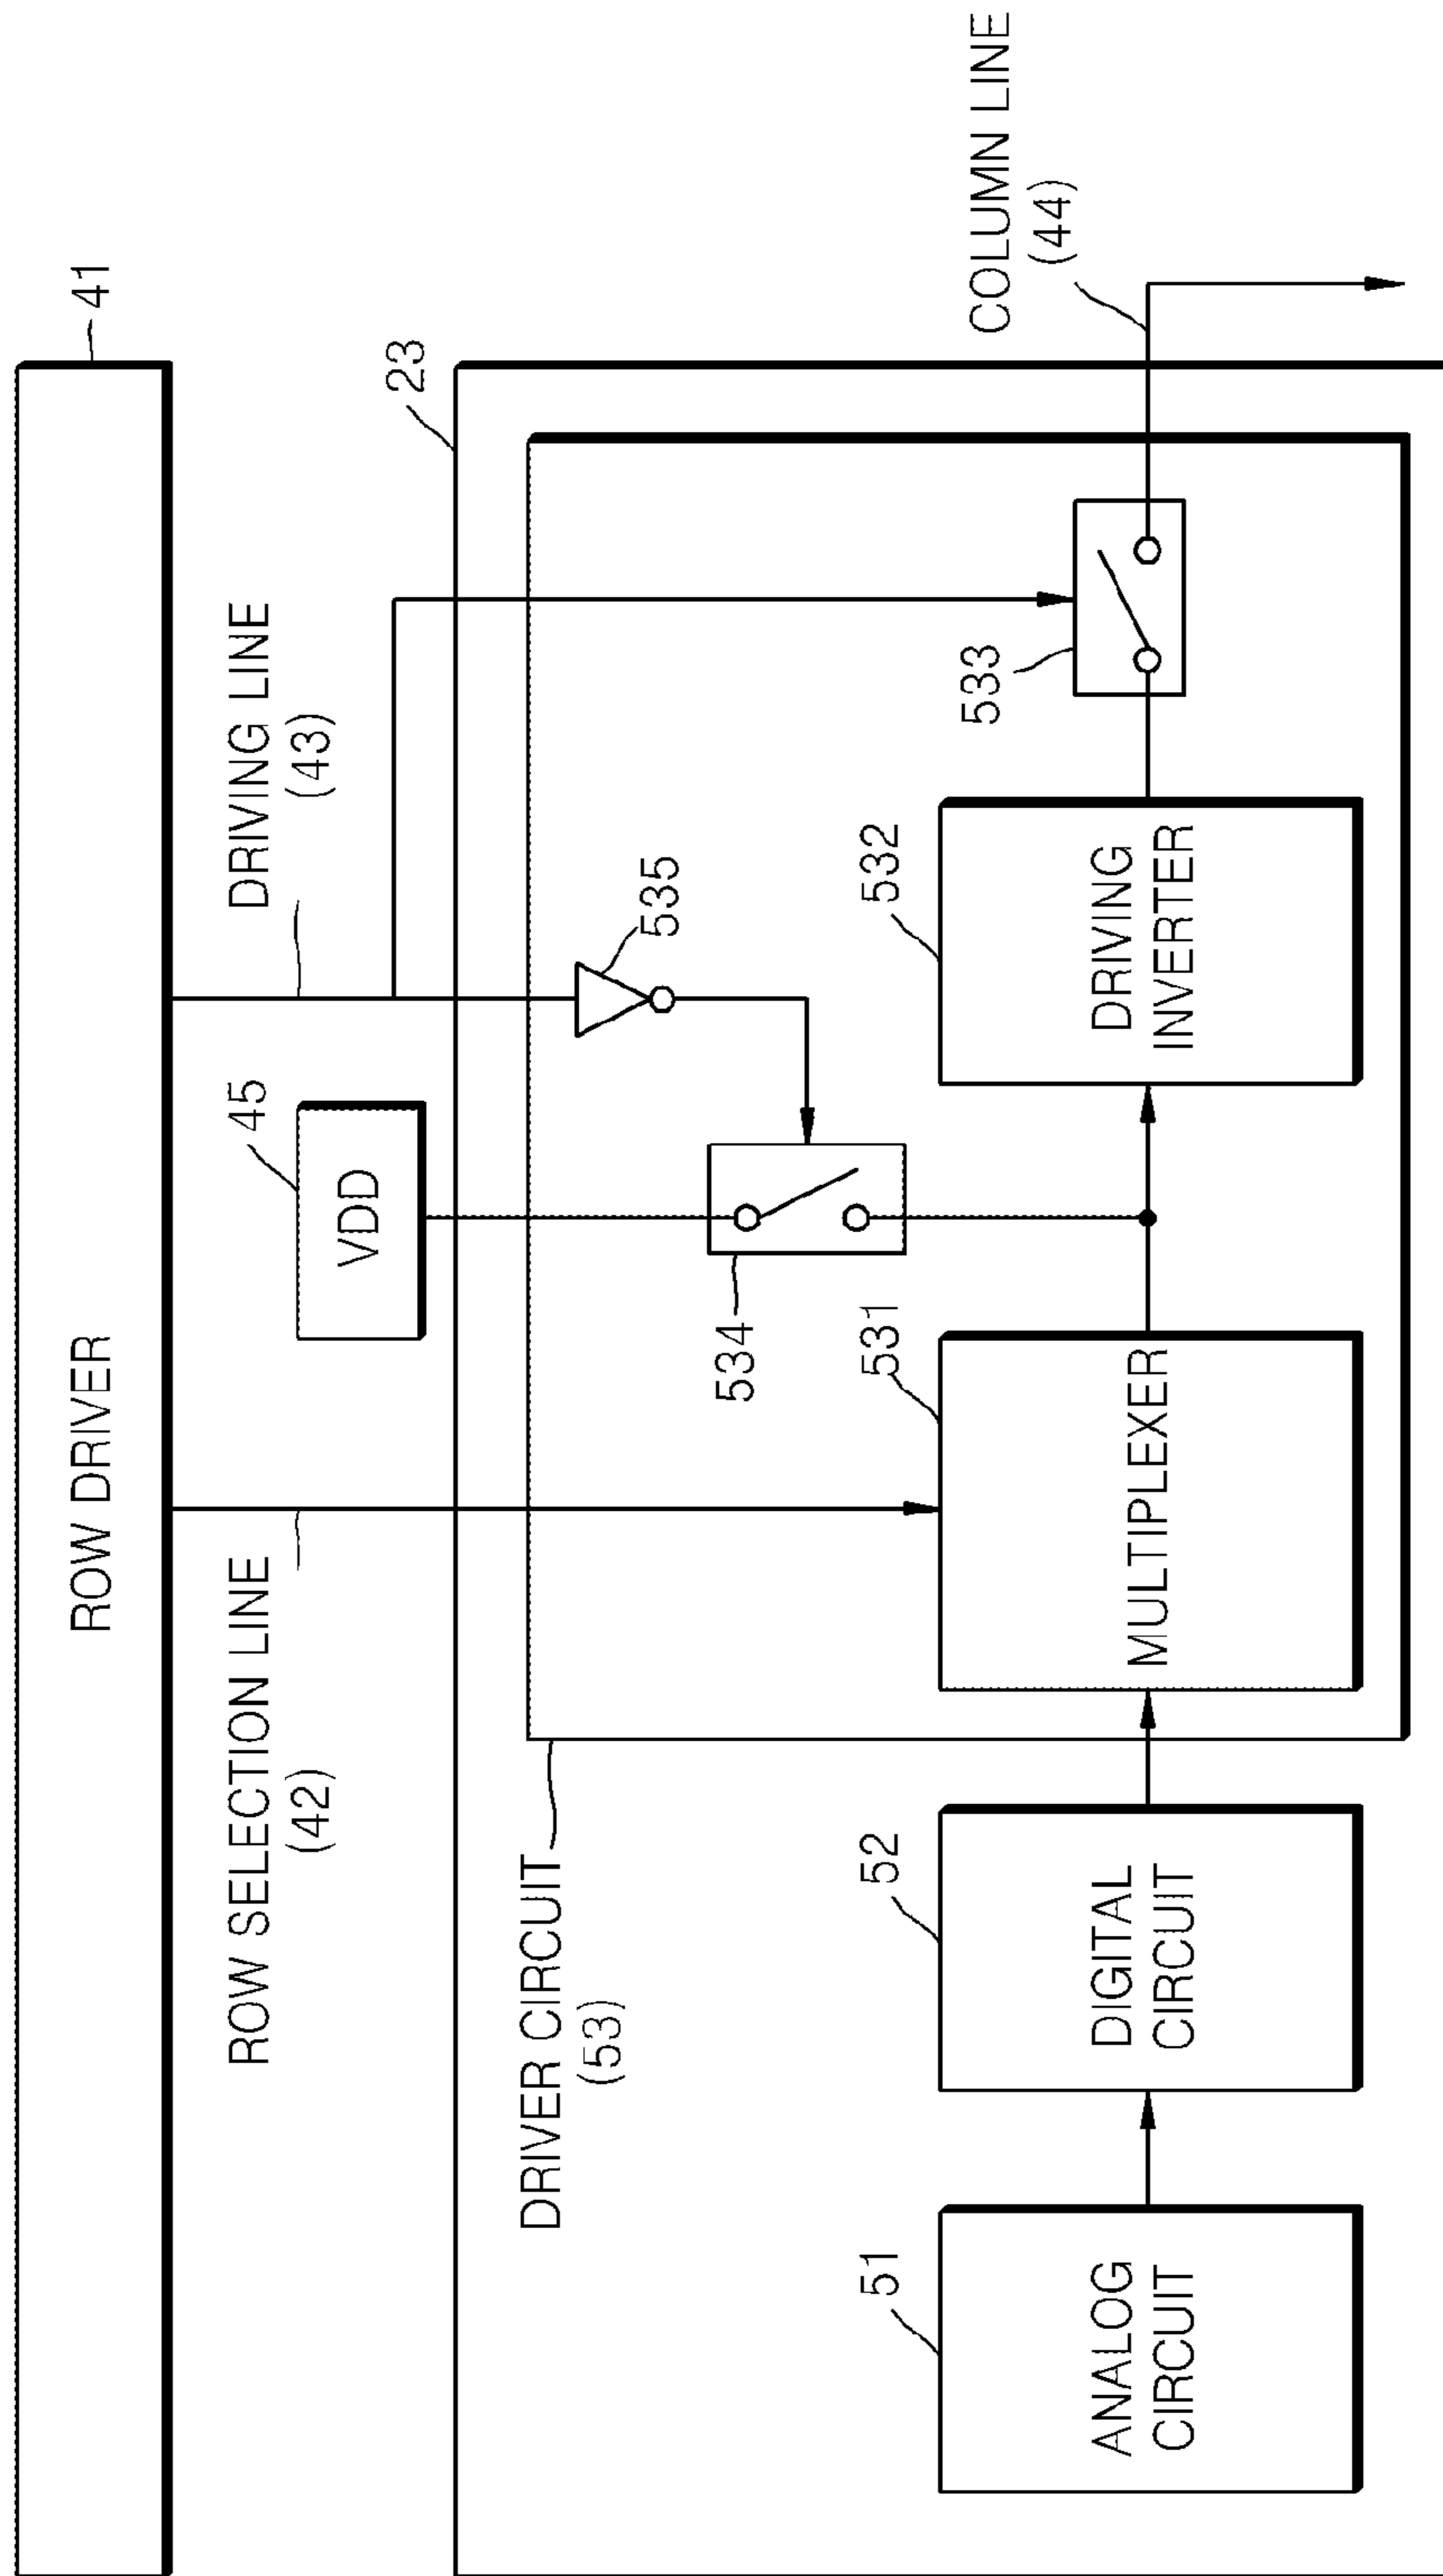 ROW DRIVER
41
ROW SELECTION LINE
(42)
DRIVING LINE
(43)
45
VDD
23
COLUMN LINE
(44)
DRIVER CIRCUIT
(53)
535
534
533
51
ANALOG
CIRCUIT
52
DIGITAL
CIRCUIT
531
MULTIPLEXER
532
DRIVING
INVERTER